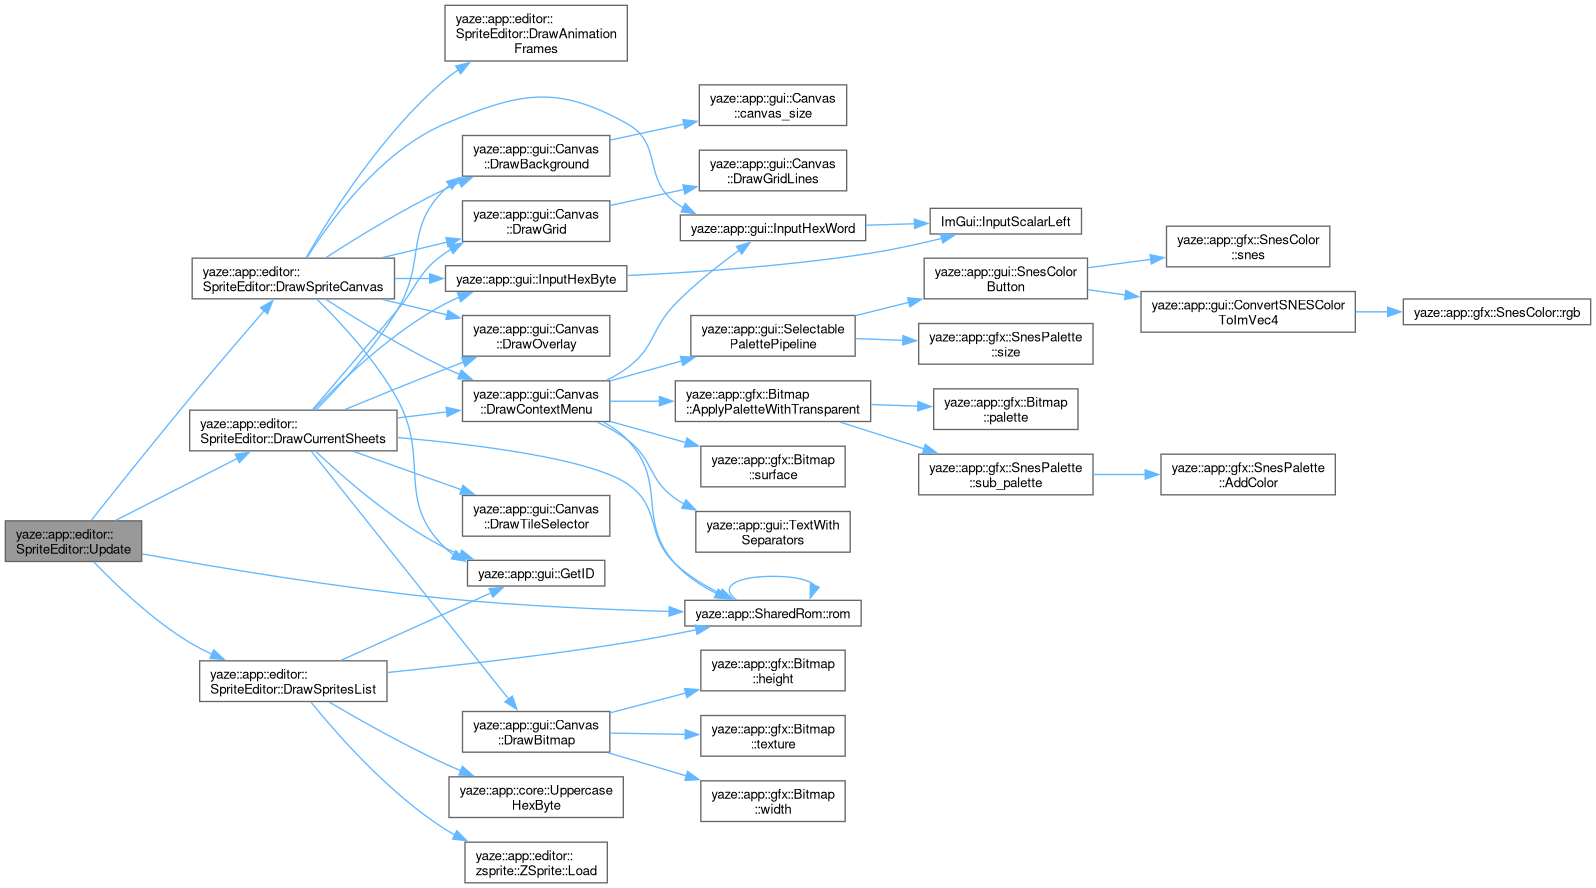 yaze::app::editor::
SpriteEditor::DrawAnimation
Frames
yaze::app::gui::Canvas
::canvas_size
yaze::app::gui::Canvas
::DrawBackground
yaze::app::gui::Canvas
::DrawGridLines
yaze::app::gui::Canvas
::DrawGrid
yaze::app::gui::InputHexWord
ImGui::InputScalarLeft
yaze::app::gfx::SnesColor
::snes
yaze::app::editor::
SpriteEditor::DrawSpriteCanvas
yaze::app::gui::InputHexByte
yaze::app::gui::SnesColor
Button
yaze::app::gui::ConvertSNESColor
ToImVec4
yaze::app::gfx::SnesColor::rgb
yaze::app::gui::Canvas
::DrawOverlay
yaze::app::gui::Selectable
PalettePipeline
yaze::app::gfx::SnesPalette
::size
yaze::app::gui::Canvas
::DrawContextMenu
yaze::app::gfx::Bitmap
::ApplyPaletteWithTransparent
yaze::app::gfx::Bitmap
::palette
yaze::app::editor::
SpriteEditor::DrawCurrentSheets
yaze::app::gfx::Bitmap
::surface
yaze::app::gfx::SnesPalette
::sub_palette
yaze::app::gfx::SnesPalette
::AddColor
yaze::app::gui::Canvas
::DrawTileSelector
yaze::app::gui::TextWith
Separators
yaze::app::editor::
SpriteEditor::Update
yaze::app::gui::GetID
yaze::app::SharedRom::rom
yaze::app::editor::
SpriteEditor::DrawSpritesList
yaze::app::gfx::Bitmap
::height
yaze::app::gui::Canvas
::DrawBitmap
yaze::app::gfx::Bitmap
::texture
yaze::app::core::Uppercase
HexByte
yaze::app::gfx::Bitmap
::width
yaze::app::editor::
zsprite::ZSprite::Load